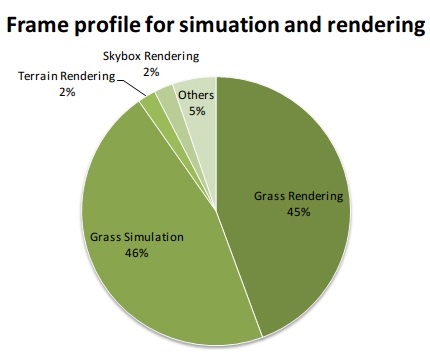 Frame profile for simuation and rendering
Skybox Rendering
2%
Terrain Rendering
2%
Others
5%
Grass Rendering
45%
Grass Simulation
46%